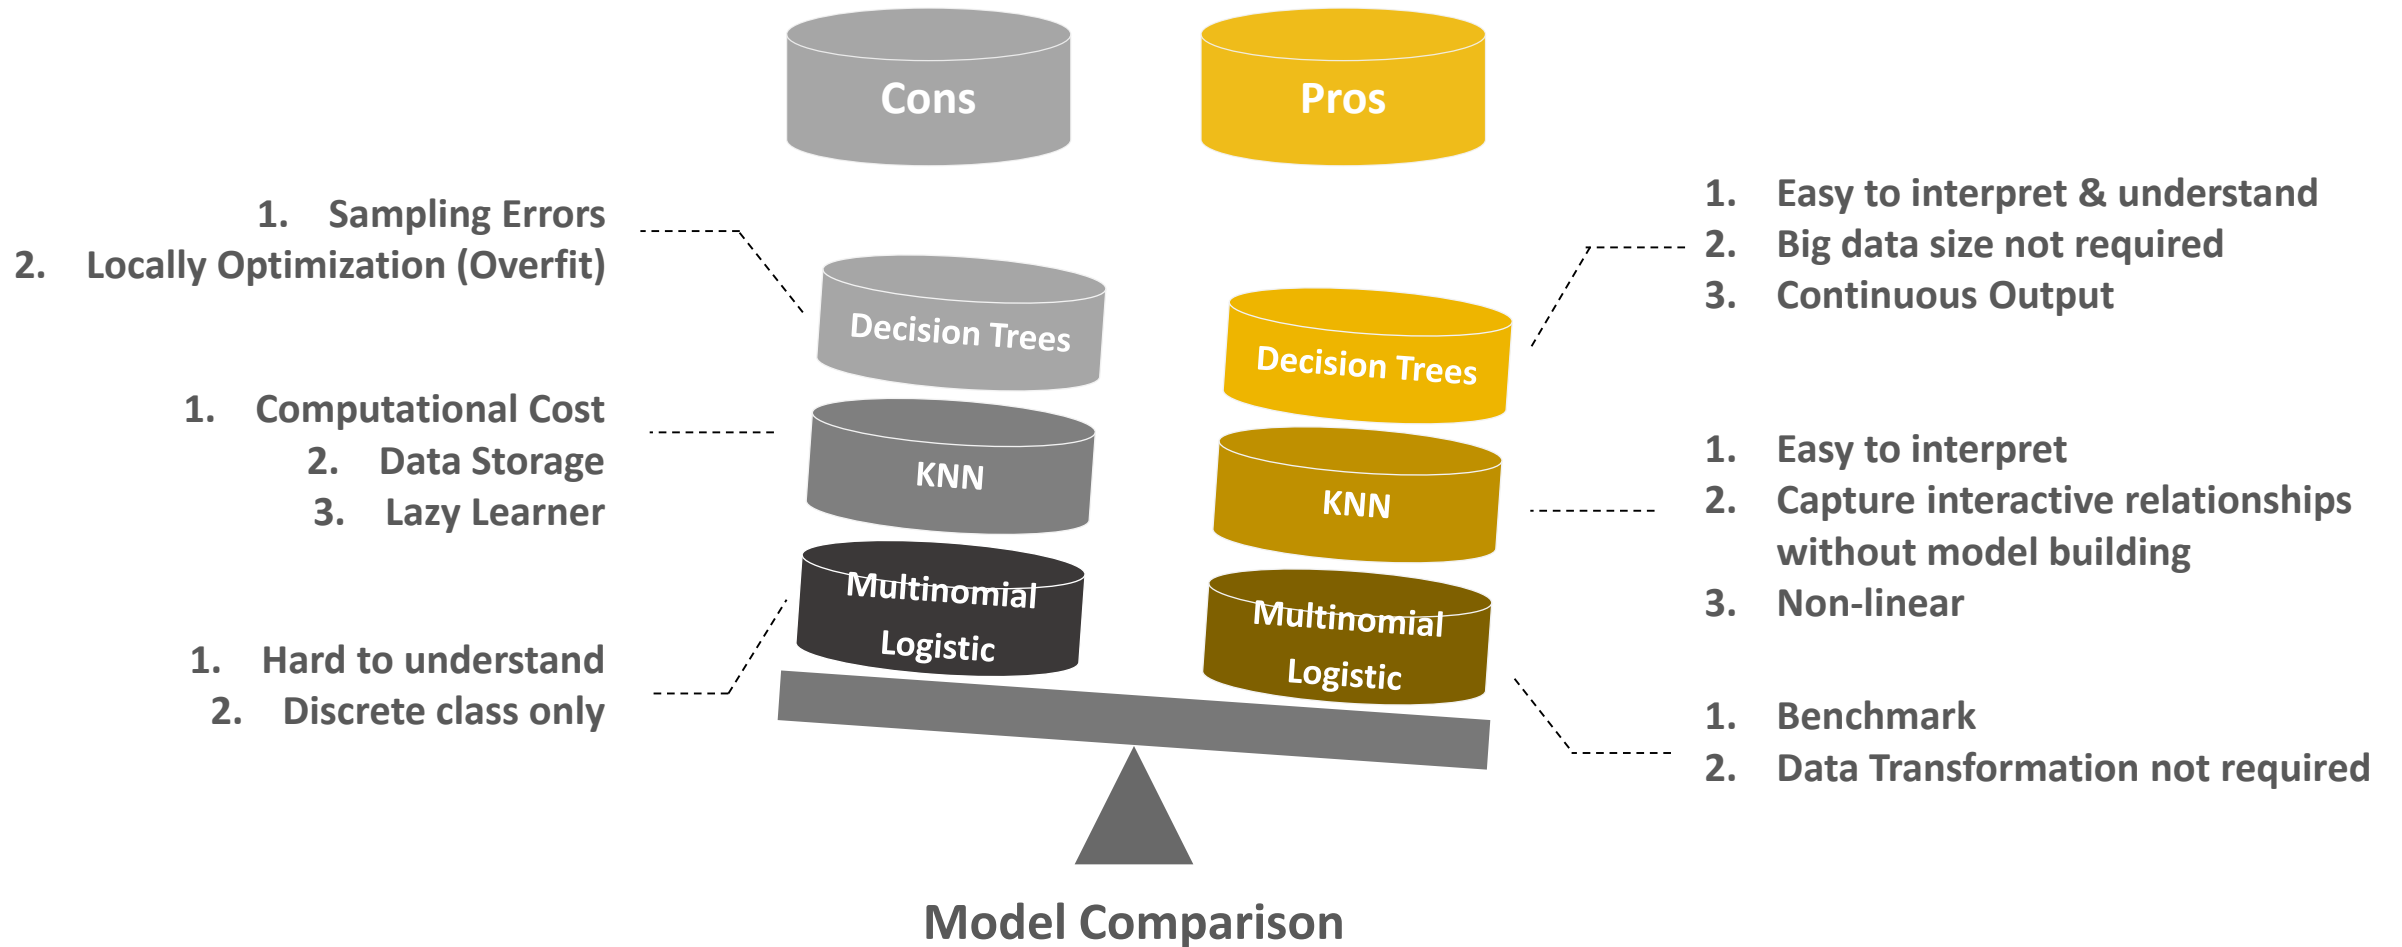 Cons
Pros
1. Sampling Errors
2. Locally Optimization (Overfit)
1. Computational Cost
2. Data Storage
3. Lazy Learner
1. Hard to understand
2. Discrete class only
Decision Trees
KNN
Multinomial
Logistic
Decision Trees
KNN
Multinomial
Logistic
1. Easy to interpret & understand
2. Big data size not required
3. Continuous Output
1. Easy to interpret
2. Capture interactive relationships
without model building
3. Non-linear
1. Benchmark
2. Data Transformation not required
Model Comparison